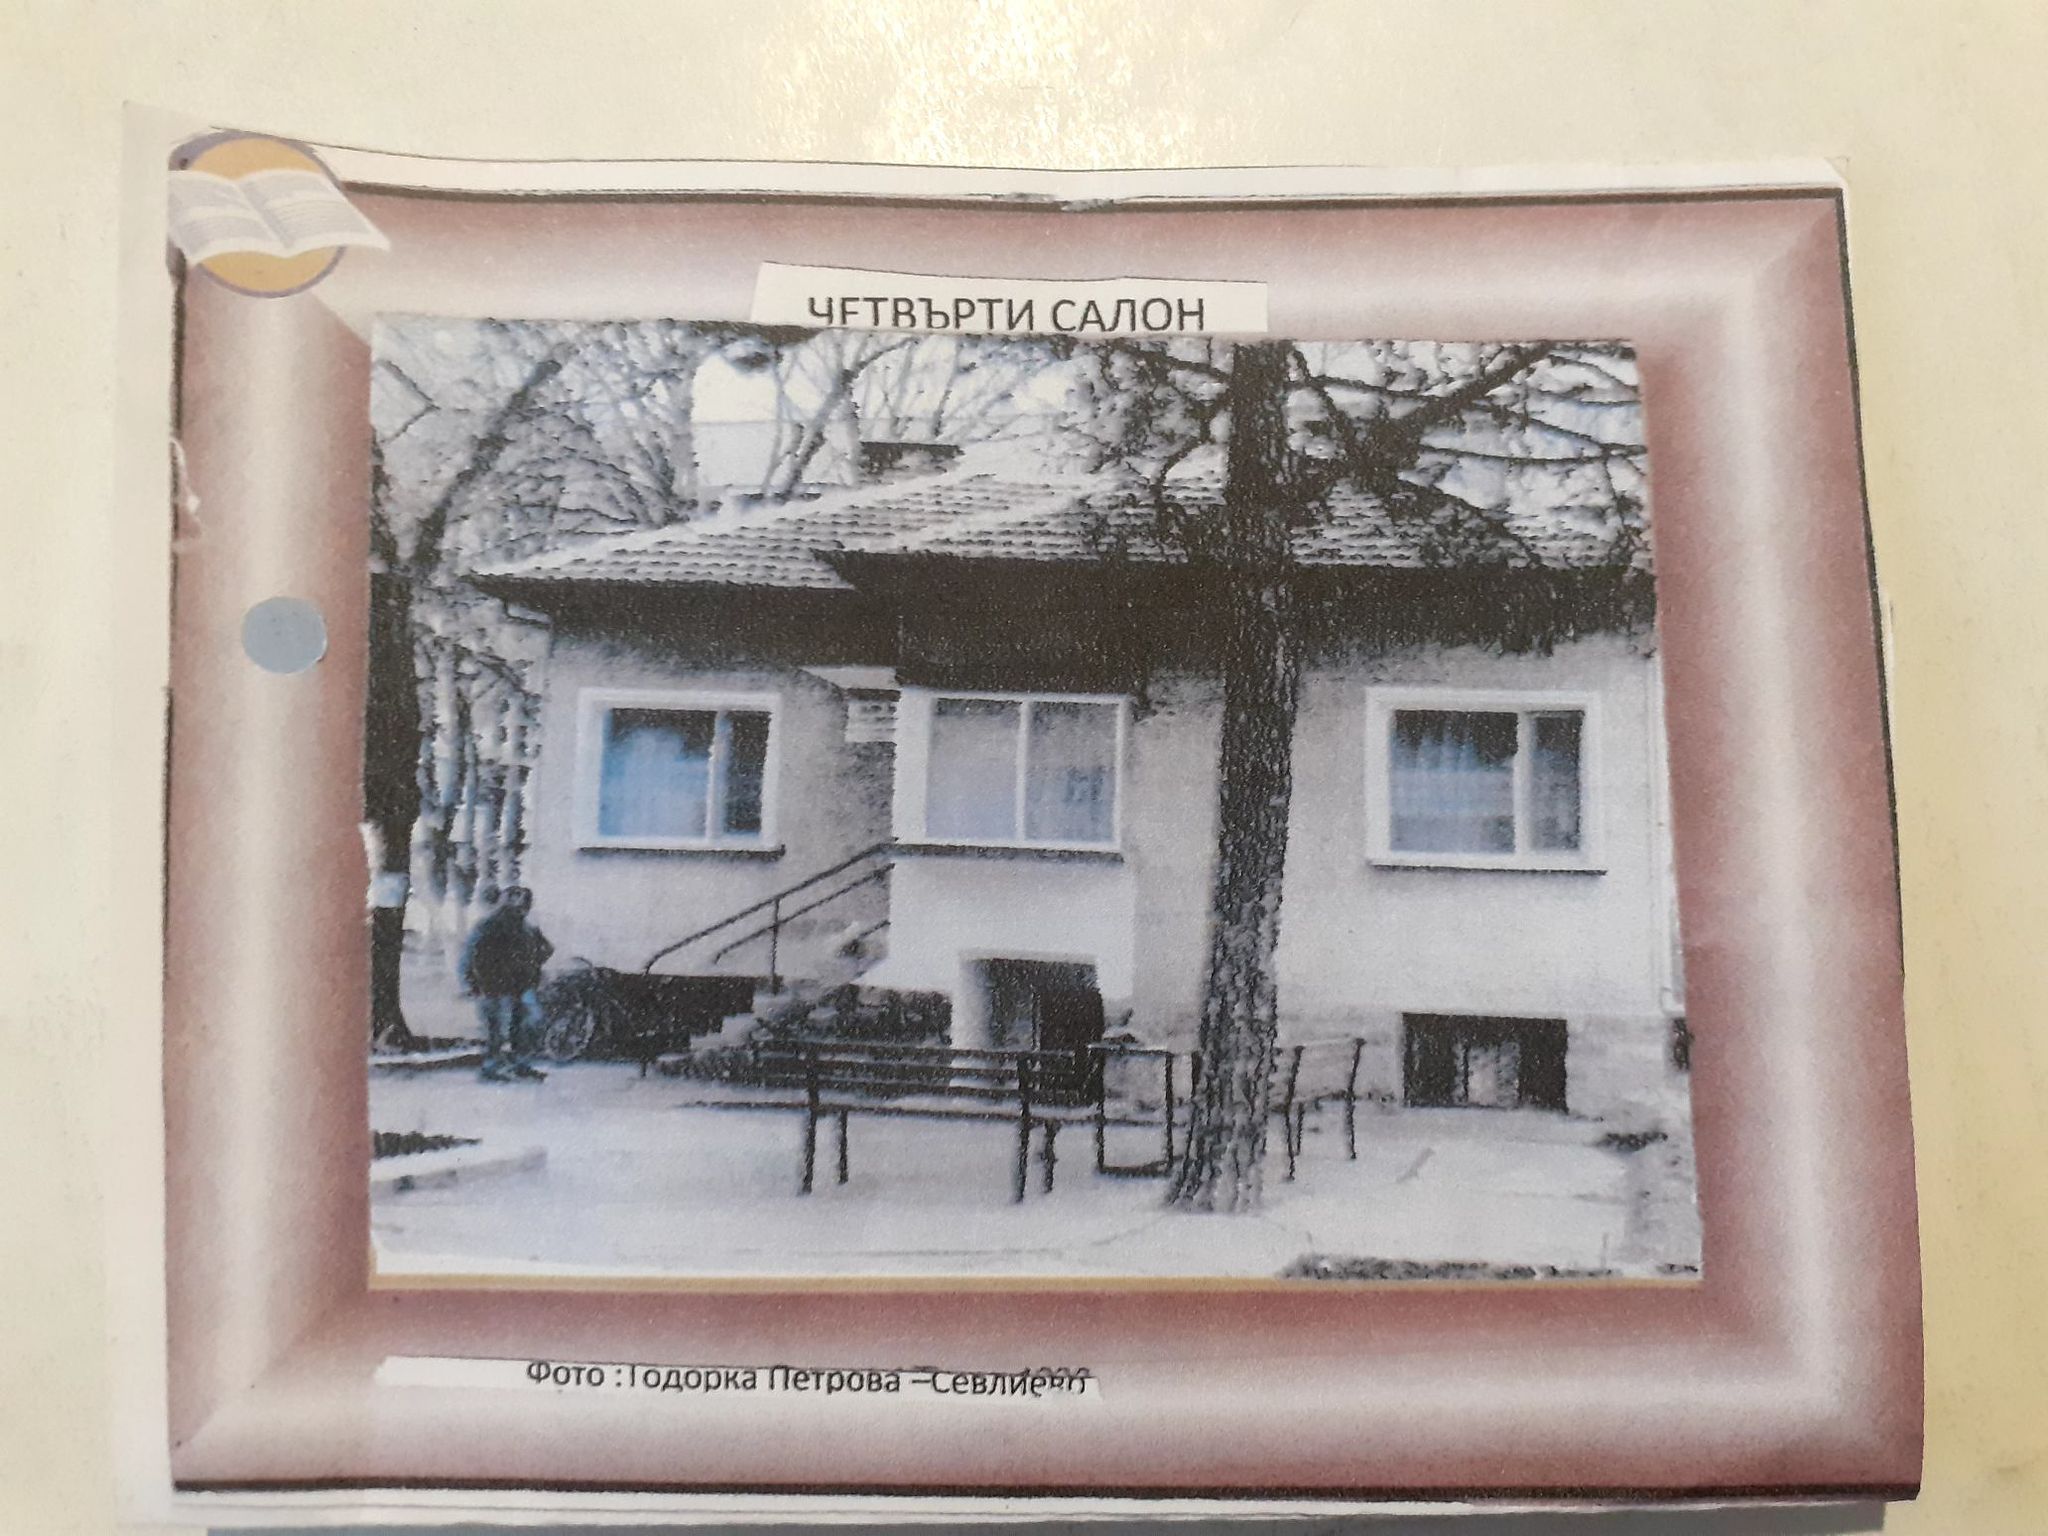 ЧЕТВЪРТИ САЛОН
Фото :Тодорка Петрова –Севлиево